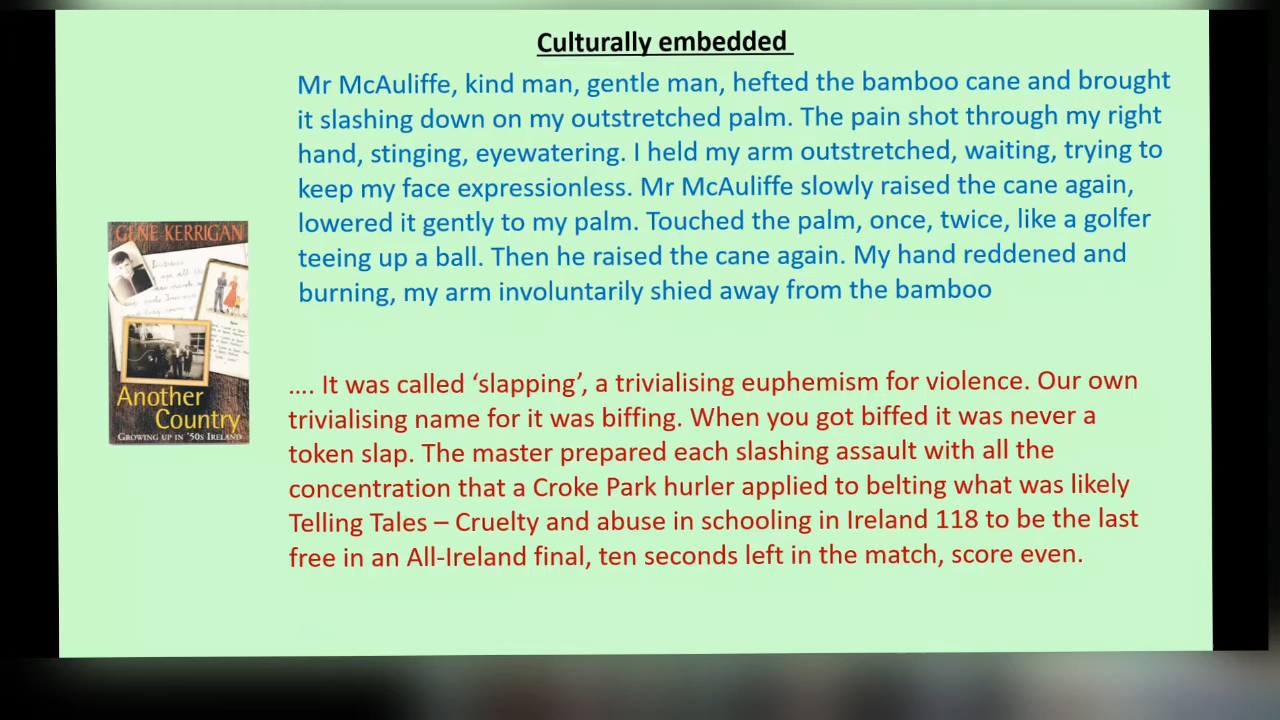 Culturally embedded
Mr McAuliffe, kind man, gentle man, hefted the bamboo cane and brought
it slashing down on my outstretched palm. The pain shot through my right
hand, stinging, eyewatering. I held my arm outstretched, waiting, trying to
keep my face expressionless. Mr McAuliffe slowly raised the cane again,
lowered it gently to my palm. Touched the palm, once, twice, like a golfer
teeing up a ball. Then he raised the cane again. My hand reddened and
burning, my arm involuntarily shied away from the bamboo
GENE KERRIGAN
Another
Country
GROWING UP IN '50S IRELAND
.... It was called ‘slapping’, a trivialising euphemism for violence. Our own
trivialising name for it was biffing. When you got biffed it was never a
token slap. The master prepared each slashing assault with all the
concentration that a Croke Park hurler applied to belting what was likely
Telling Tales – Cruelty and abuse in schooling in Ireland 118 to be the last
free in an All-Ireland final, ten seconds left in the match, score even.